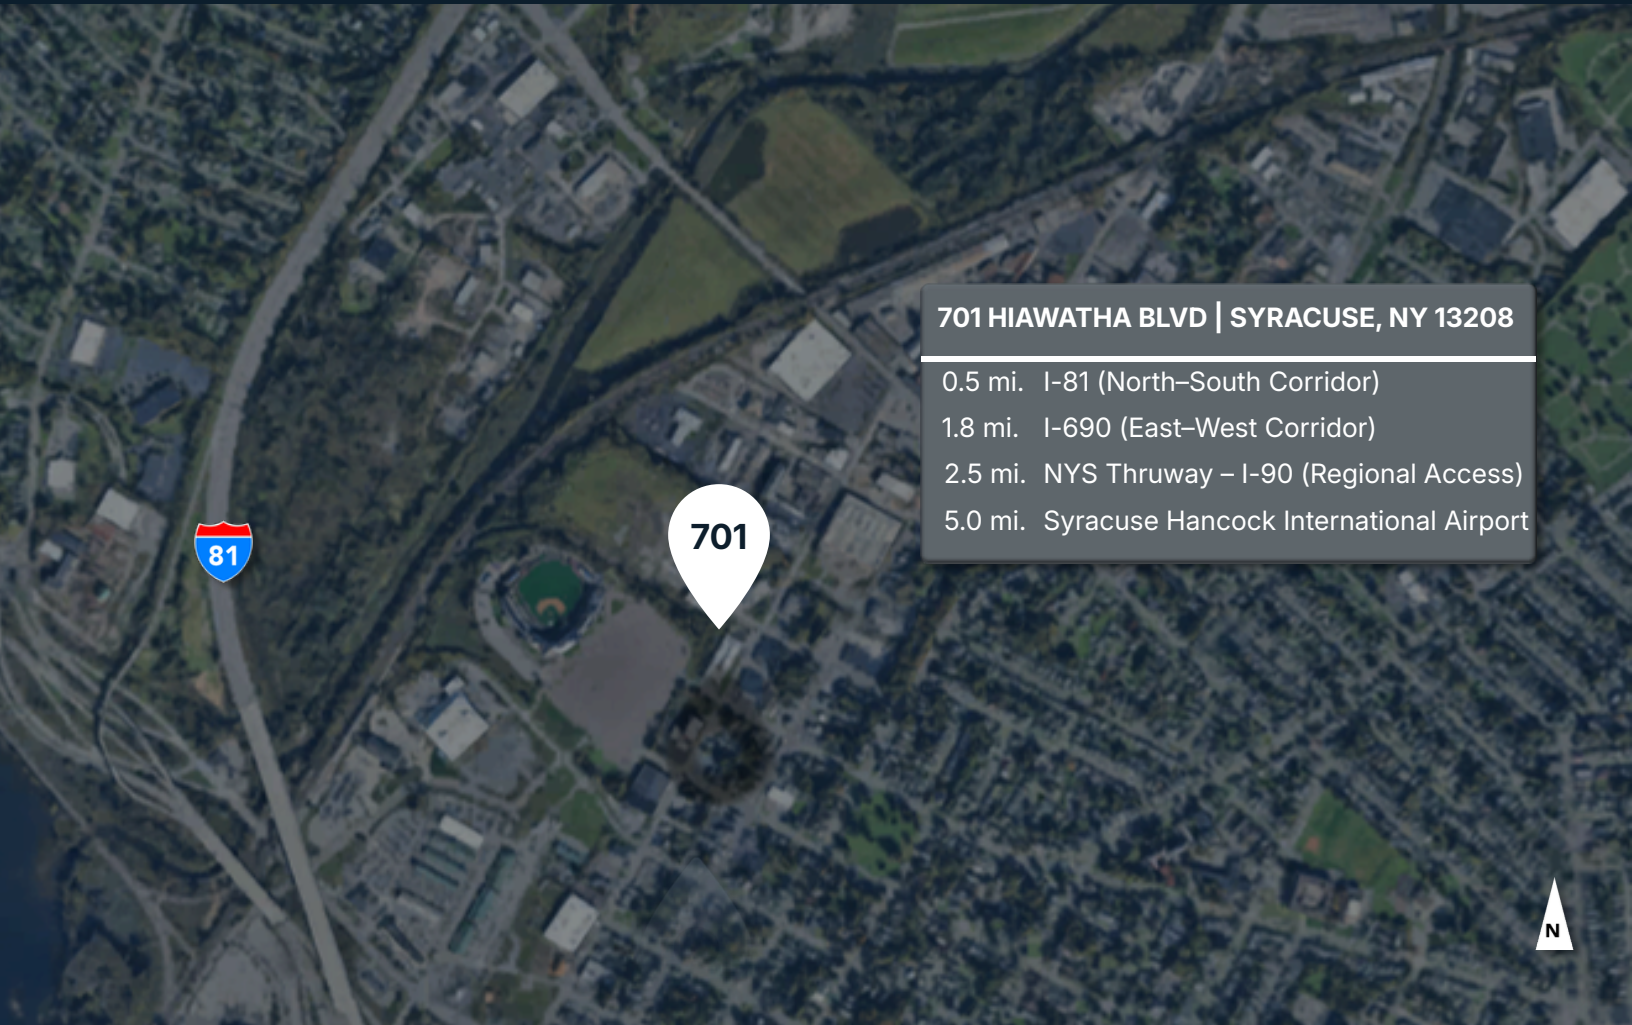 701 HIAWATHA BLVD | SYRACUSE, NY 13208
0.5 mi. I-81 (North–South Corridor)
1.8 mi. I-690 (East–West Corridor)
2.5 mi. NYS Thruway – I-90 (Regional Access)
5.0 mi. Syracuse Hancock International Airport
701
81
N